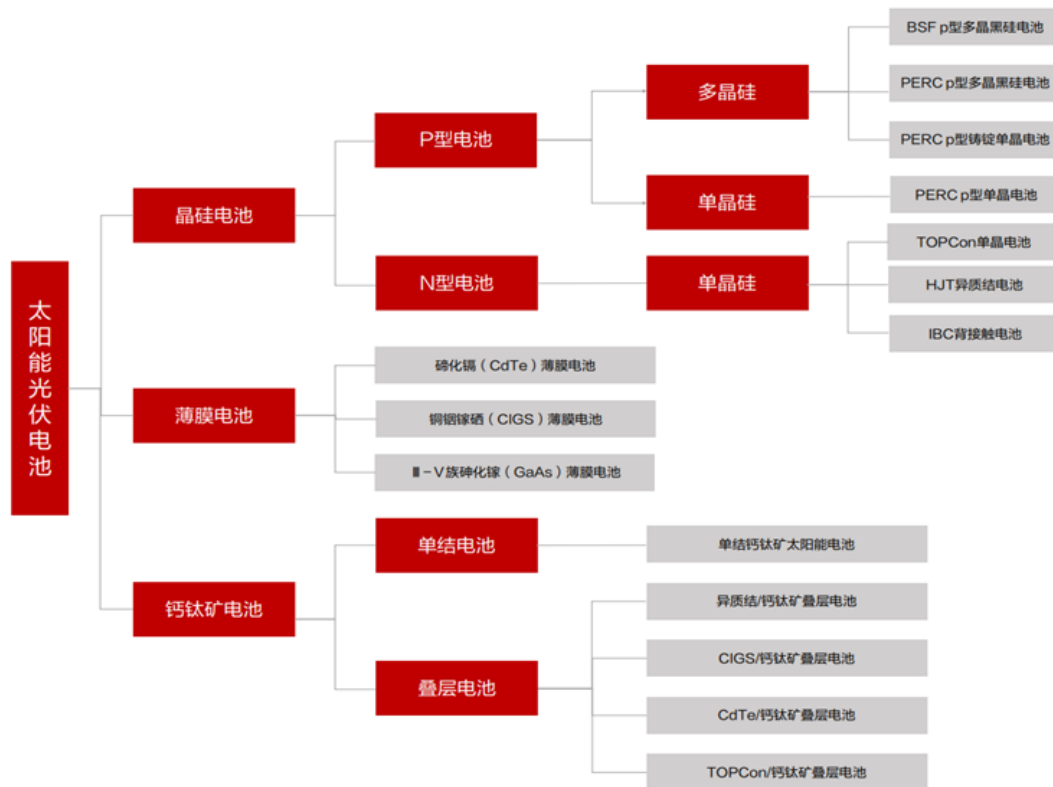 太阳能光伏电池
晶硅电池
P型电池
多晶硅
BSF p型多晶黑硅电池
PERC p型多晶黑硅电池
PERC p型铸锭单晶电池
单晶硅
PERC p型单晶电池
N型电池
单晶硅
TOPCon单晶电池
HJT异质结电池
IBC背接触电池
薄膜电池
碲化镉（CdTe）薄膜电池
铜铟镓硒（CIGS）薄膜电池
Ⅲ-V族砷化镓（GaAs）薄膜电池
钙钛矿电池
单结电池
单结钙钛矿太阳能电池
叠层电池
异质结/钙钛矿叠层电池
CIGS/钙钛矿叠层电池
CdTe/钙钛矿叠层电池
TOPCon/钙钛矿叠层电池